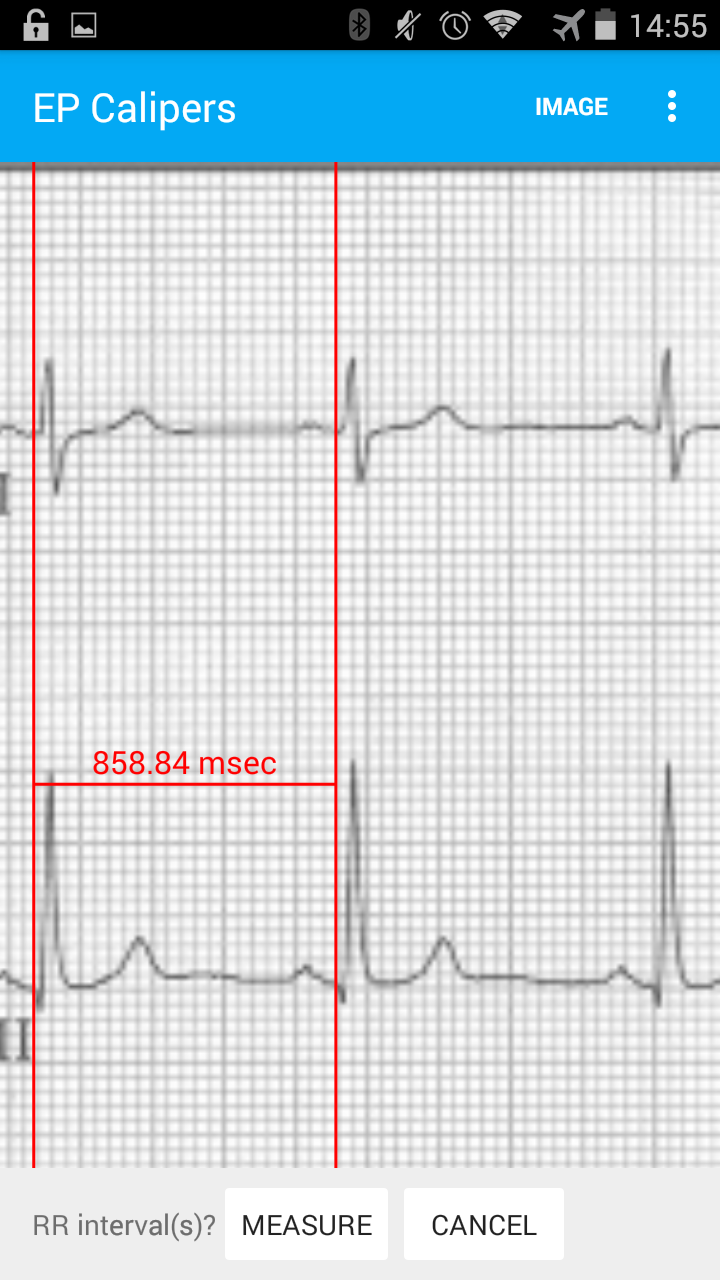 14:55
EP Calipers IMAGE
I
858.84 msec
II
RR interval(s)? MEASURE CANCEL